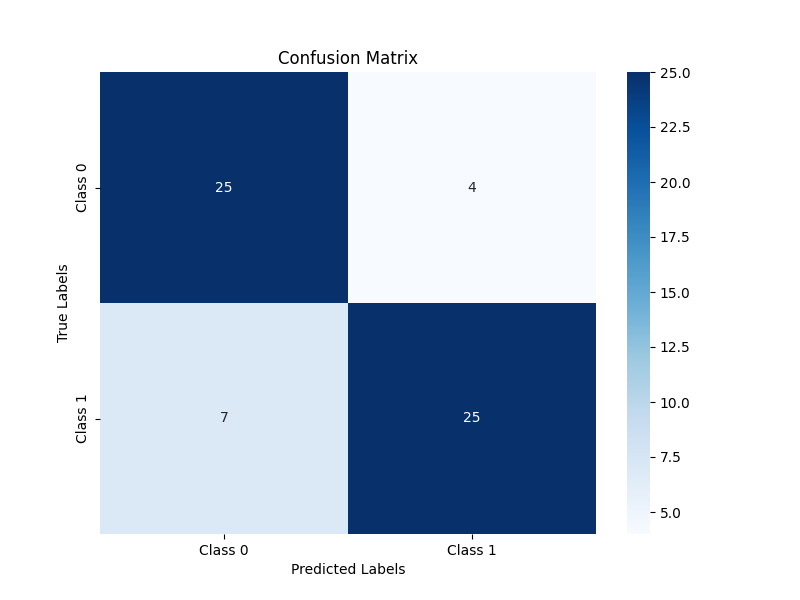 Confusion Matrix
True Labels
Class 0
Class 1
25
4
7
25
Class 0
Class 1
Predicted Labels
25.0
22.5
20.0
17.5
15.0
12.5
10.0
7.5
5.0